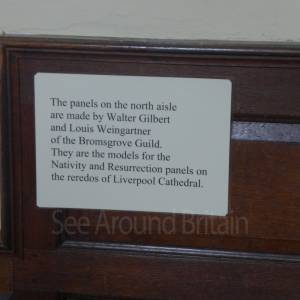 The panels on the north aisle
are made by Walter Gilbert
and Louis Weingartner
of the Bromsgrove Guild.
They are the models for the
Nativity and Resurrection panels on
the reredos of Liverpool Cathedral.
See Around Britain